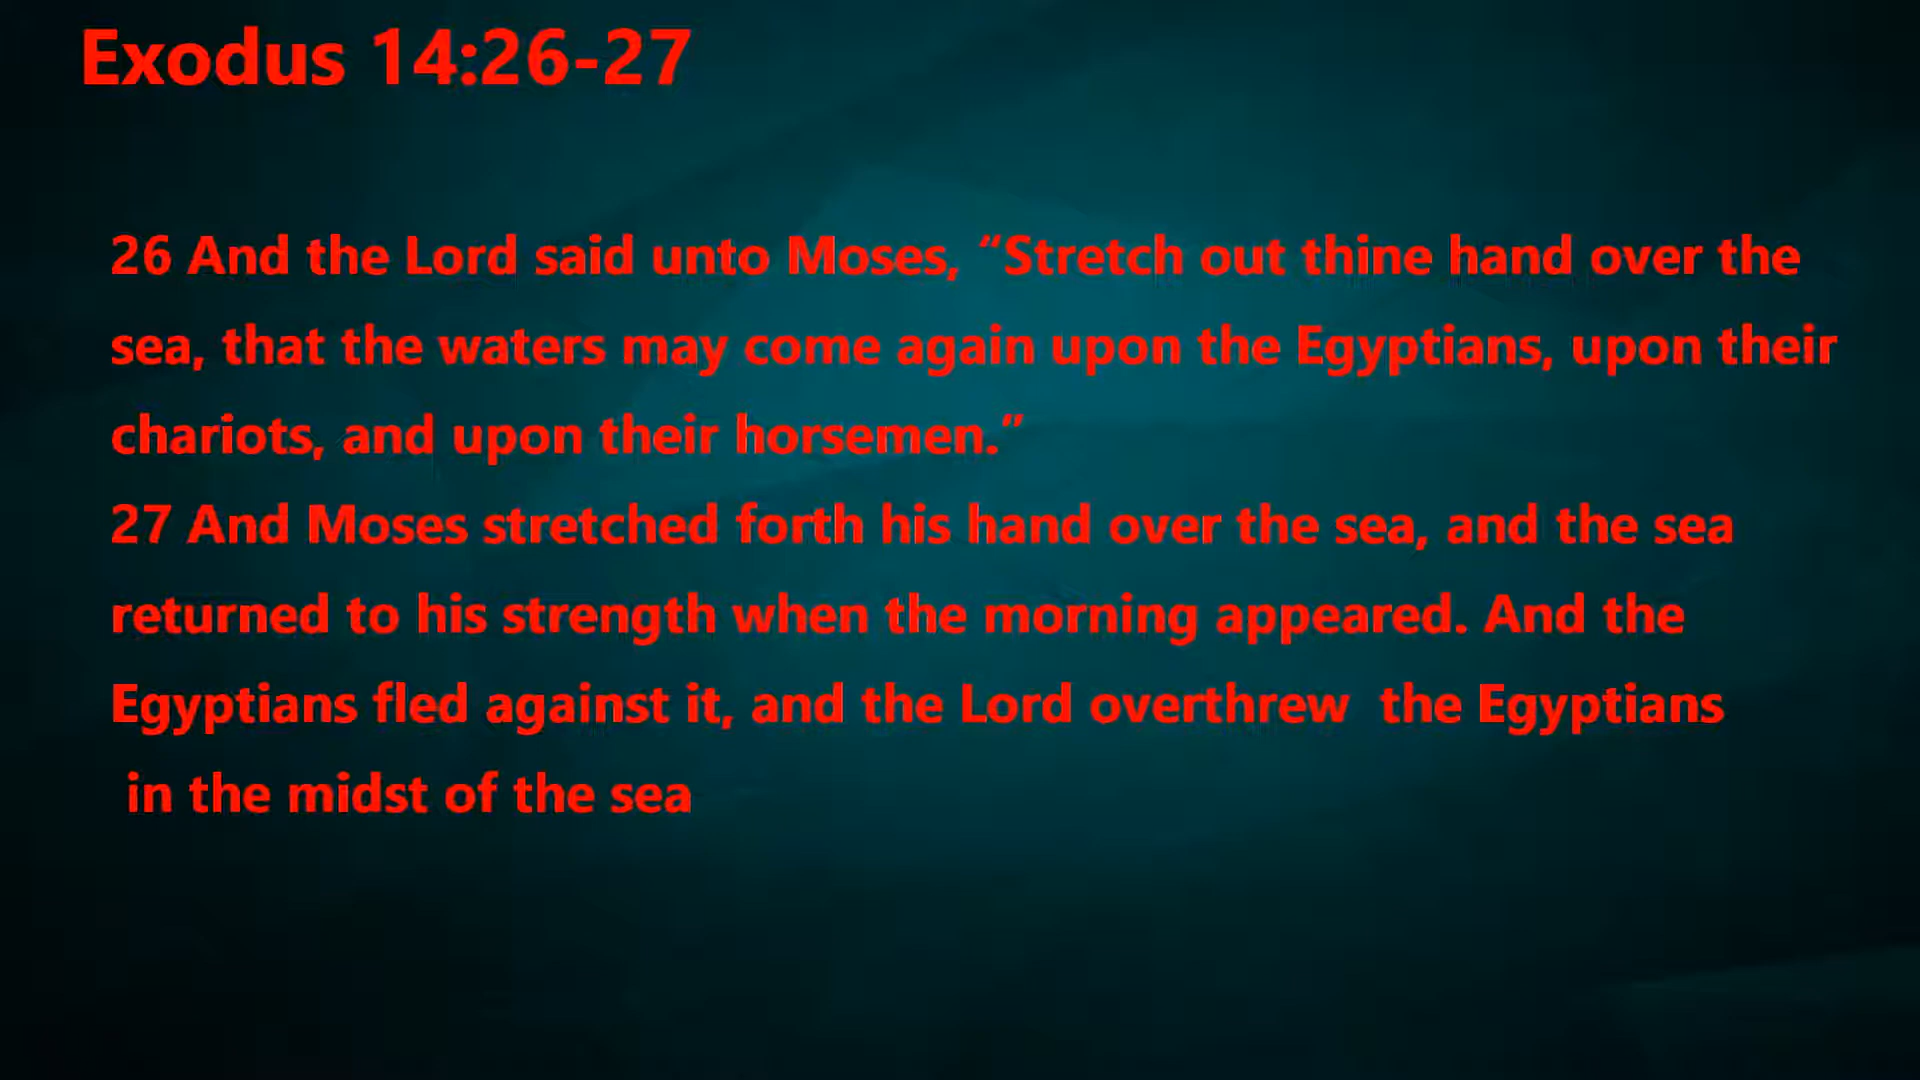 Exodus 14:26-27
26 And the Lord said unto Moses, “Stretch out thine hand over the
sea, that the waters may come again upon the Egyptians, upon their
chariots, and upon their horsemen.”
27 And Moses stretched forth his hand over the sea, and the sea
returned to his strength when the morning appeared. And the
Egyptians fled against it, and the Lord overthrew  the Egyptians
in the midst of the sea